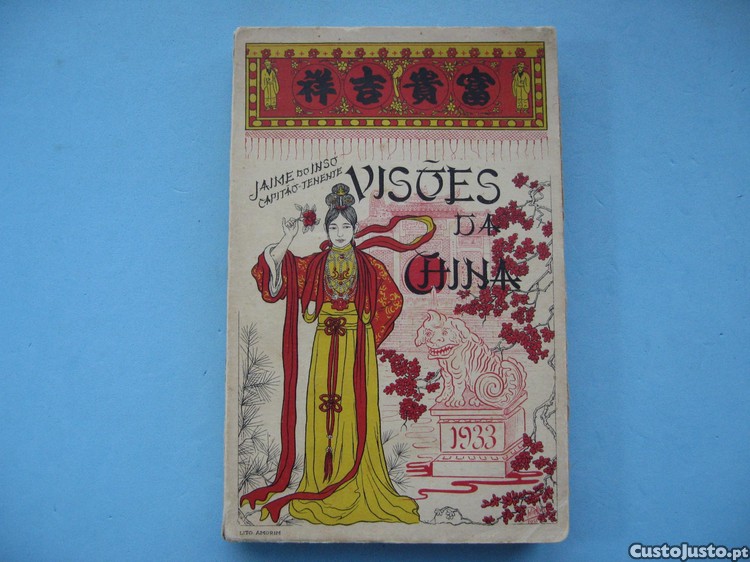 祥吉貴富
JAIME DO INSO
CAPITÃO-TENENTE
VISÕES
DA
CHINA
1933
LITO AMORIM
CustoJusto.pt